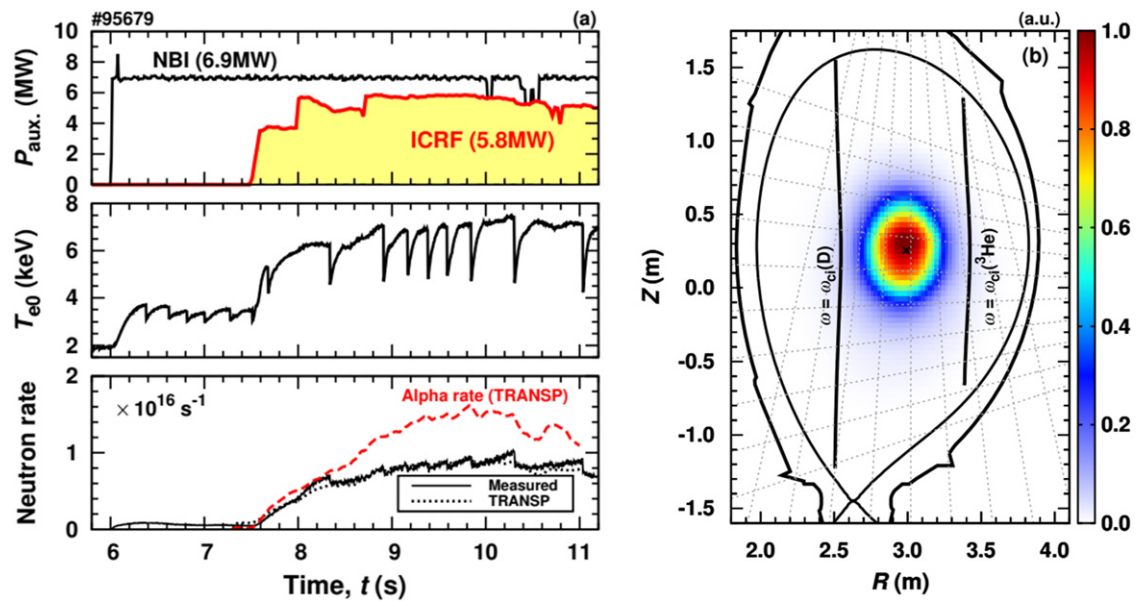 #95679 (a)
P_aux. (MW)
10
8
6
4
2
0
NBI (6.9MW)
ICRF (5.8MW)
T_e0 (keV)
8
6
4
2
Neutron rate
2
1
0
× 10^16 s^-1
Alpha rate (TRANSP)
Measured
TRANSP
6 7 8 9 10 11
Time, t (s)
(a.u.)
(b)
Z (m)
1.5
1.0
0.5
0.0
-0.5
-1.0
-1.5
ω = ω_ci(D)
ω = ω_ci(^3He)
2.0 2.5 3.0 3.5 4.0
R (m)
1.0
0.8
0.6
0.4
0.2
0.0